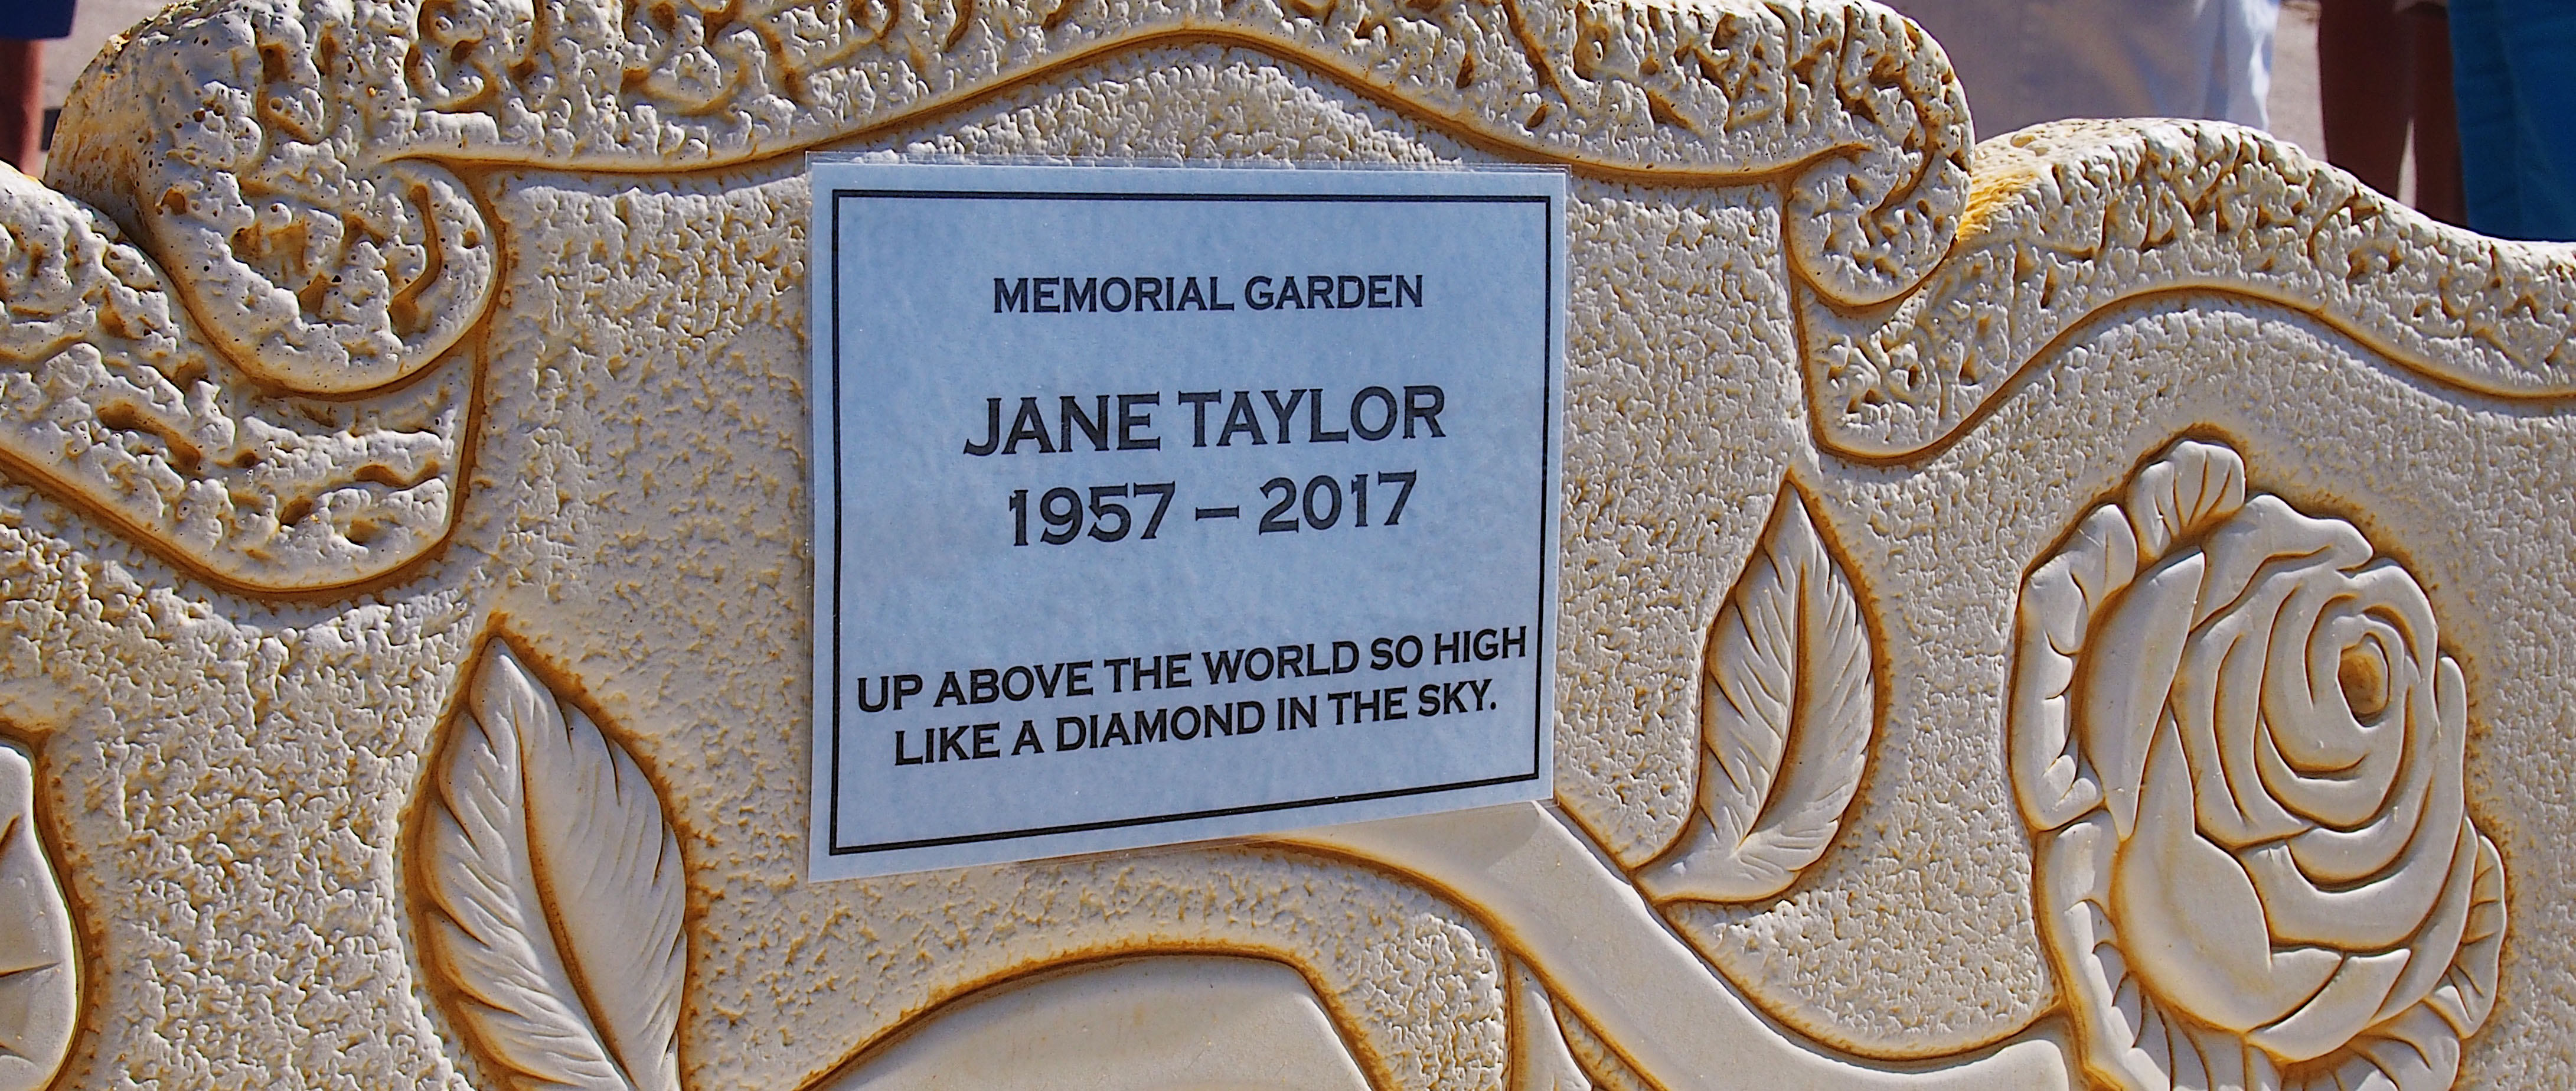 MEMORIAL GARDEN
JANE TAYLOR
1957 – 2017
UP ABOVE THE WORLD SO HIGH
LIKE A DIAMOND IN THE SKY.